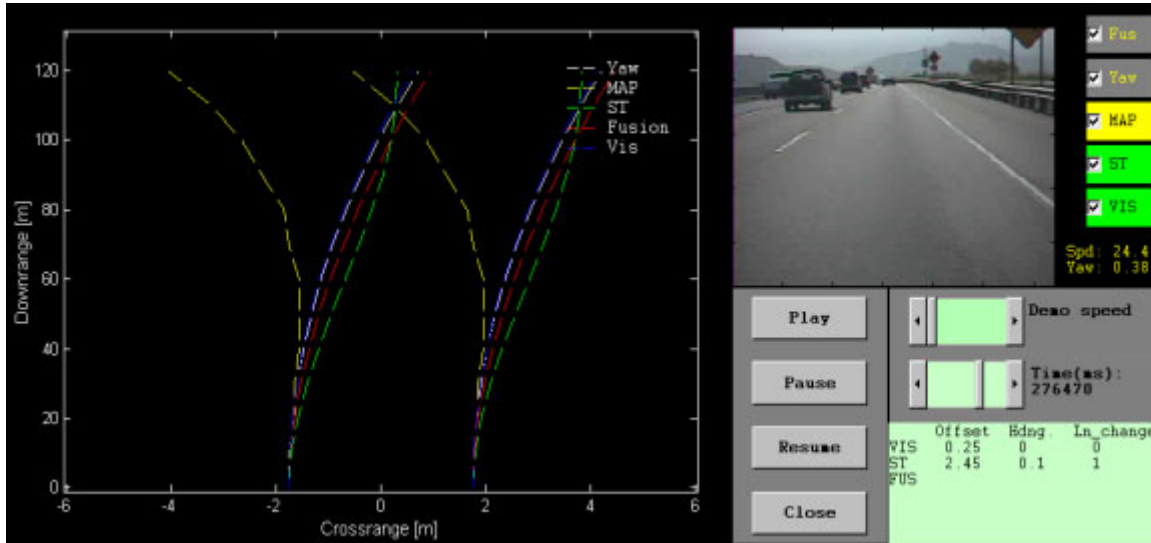 120
100
80
60
40
20
0
-6
-4
-2
0
2
4
6
Downrange [m]
Crossrange [m]
Yaw
MAP
ST
Fusion
Vis
Fus
Yaw
MAP
ST
VIS
Spd: 24.4
Yaw: 0.38
Play
Pause
Resume
Close
Demo speed
Time(ms):
276470
Offset Hdng. Ln_change
VIS 0.25 0 0
ST 2.45 0.1 1
FUS